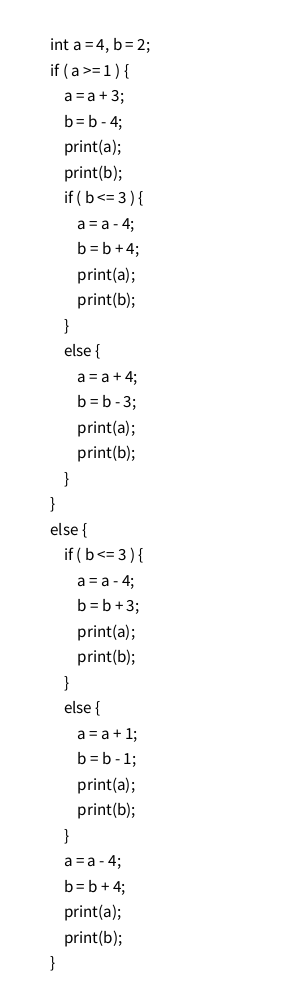 int a = 4, b = 2;
if ( a >= 1 ) {
    a = a + 3;
    b = b - 4;
    print(a);
    print(b);
    if ( b <= 3 ) {
        a = a - 4;
        b = b + 4;
        print(a);
        print(b);
    }
    else {
        a = a + 4;
        b = b - 3;
        print(a);
        print(b);
    }
}
else {
    if ( b <= 3 ) {
        a = a - 4;
        b = b + 3;
        print(a);
        print(b);
    }
    else {
        a = a + 1;
        b = b - 1;
        print(a);
        print(b);
    }
    a = a - 4;
    b = b + 4;
    print(a);
    print(b);
}